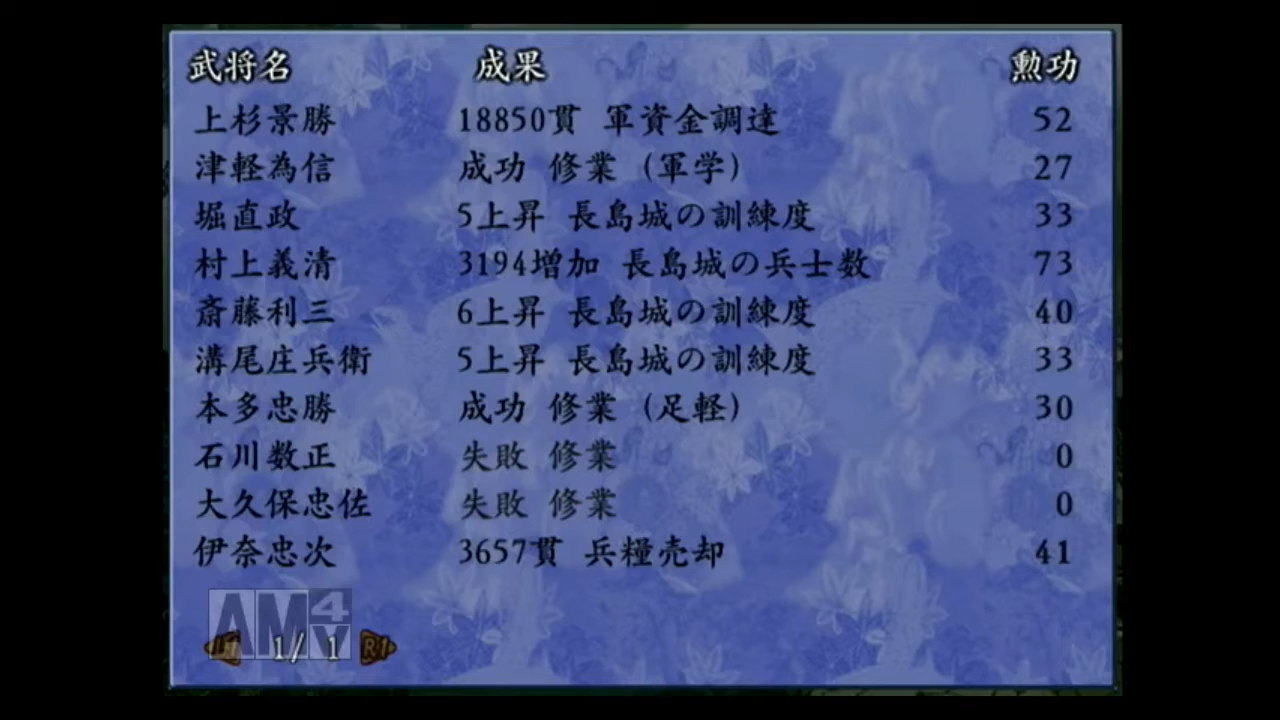 武将名 成果 勲功
上杉景勝 18850貫 軍資金調達 52
津軽為信 成功 修業 (軍学) 27
堀直政 5上昇 長島城の訓練度 33
村上義清 3194増加 長島城の兵士数 73
斎藤利三 6上昇 長島城の訓練度 40
溝尾庄兵衛 5上昇 長島城の訓練度 33
本多忠勝 成功 修業 (足軽) 30
石川数正 失敗 修業 0
大久保忠佐 失敗 修業 0
伊奈忠次 3657貫 兵糧売却 41
AM4V
L1 1/ 1 R1